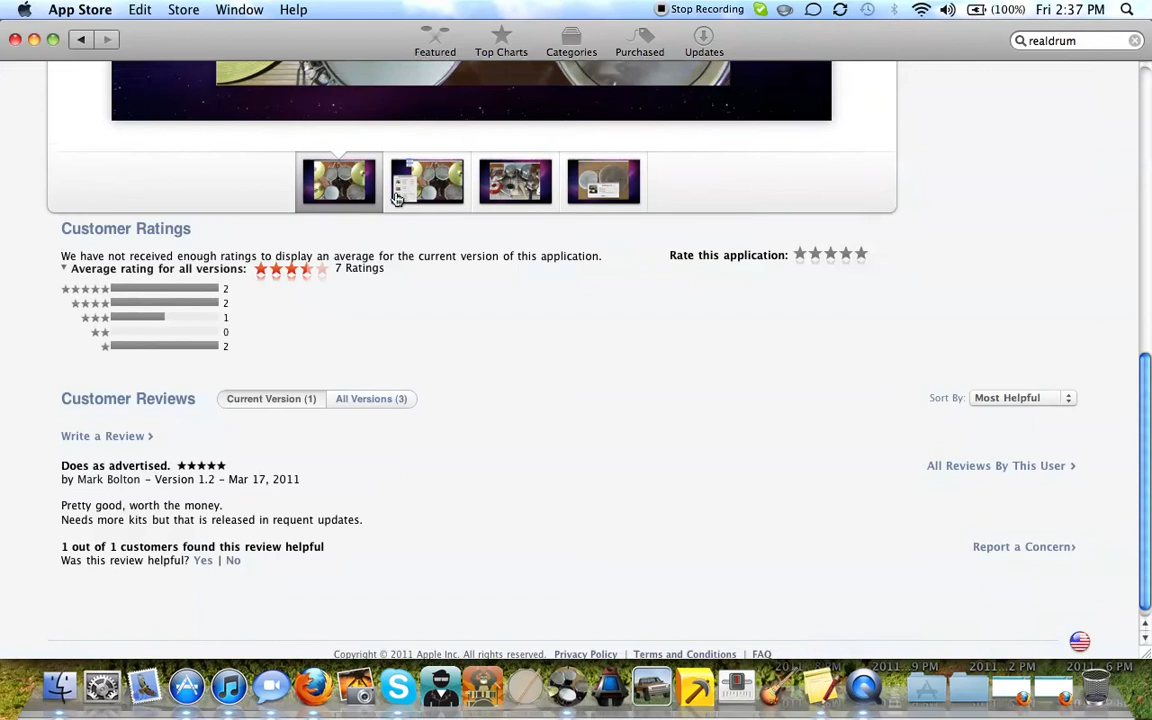 App Store Edit Store Window Help
Stop Recording
(100%) Fri 2:37 PM
Featured Top Charts Categories Purchased Updates
realdrum
Customer Ratings
We have not received enough ratings to display an average for the current version of this application.
Rate this application: ★★★★★
Average rating for all versions: 7 Ratings
★★★★★ 2
★★★★ 2
★★★ 1
★★ 0
★ 2
Customer Reviews Current Version (1) All Versions (3)
Sort By: Most Helpful
Write a Review ›
Does as advertised. ★★★★★
All Reviews By This User ›
by Mark Bolton - Version 1.2 - Mar 17, 2011
Pretty good, worth the money.
Needs more kits but that is released in requent updates.
1 out of 1 customers found this review helpful
Report a Concern›
Was this review helpful? Yes | No
Copyright © 2011 Apple Inc. All rights reserved. Privacy Policy | Terms and Conditions | FAQ